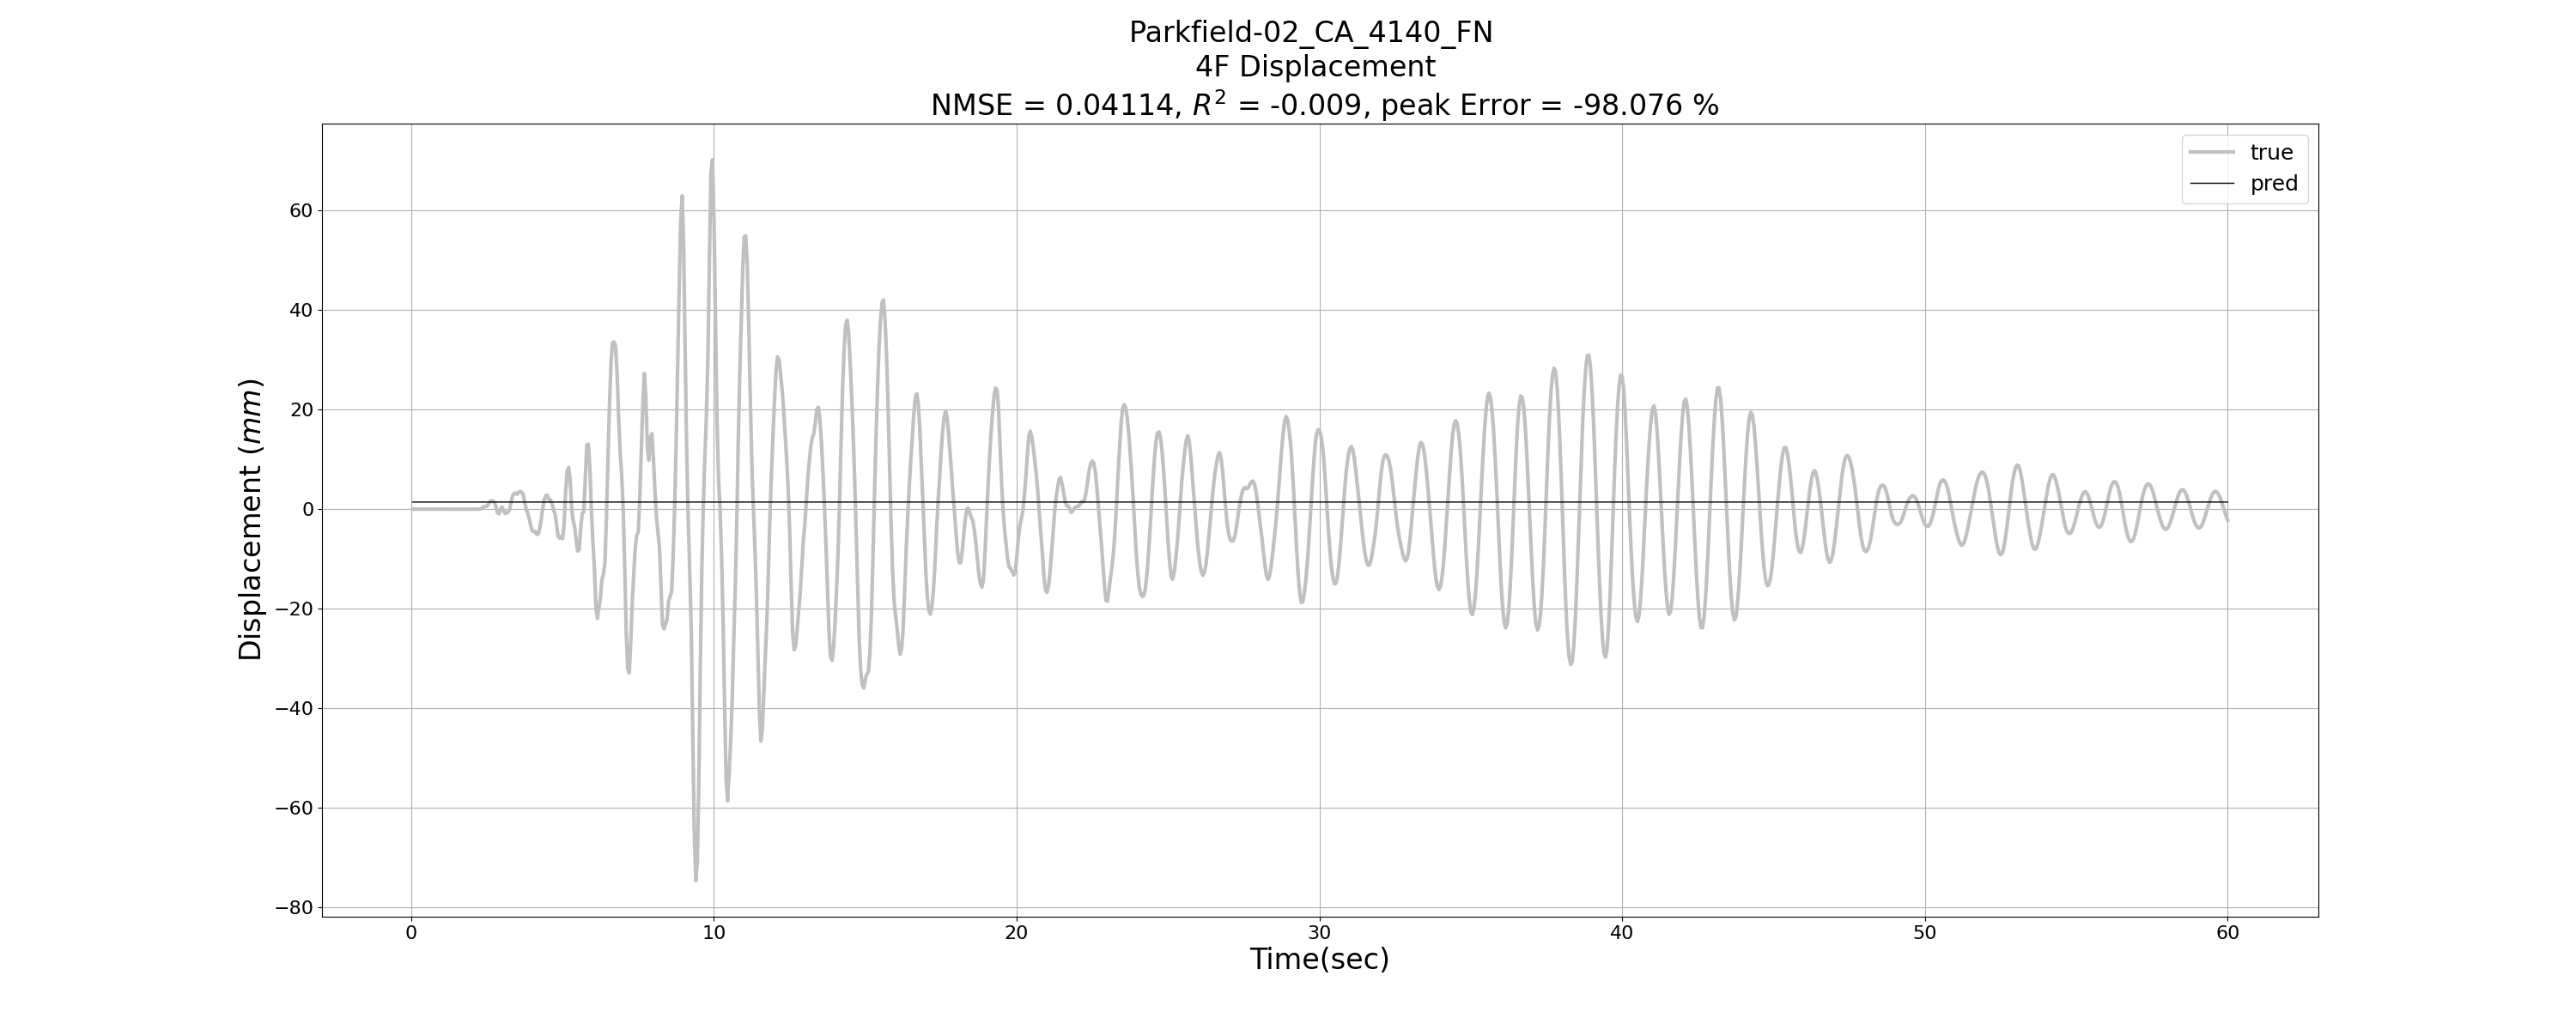 Parkfield-02_CA_4140_FN
4F Displacement
NMSE = 0.04114, R² = -0.009, peak Error = -98.076 %
true
pred
Displacement (mm)
60
40
20
0
−20
−40
−60
−80
0 10 20 30 40 50 60
Time(sec)